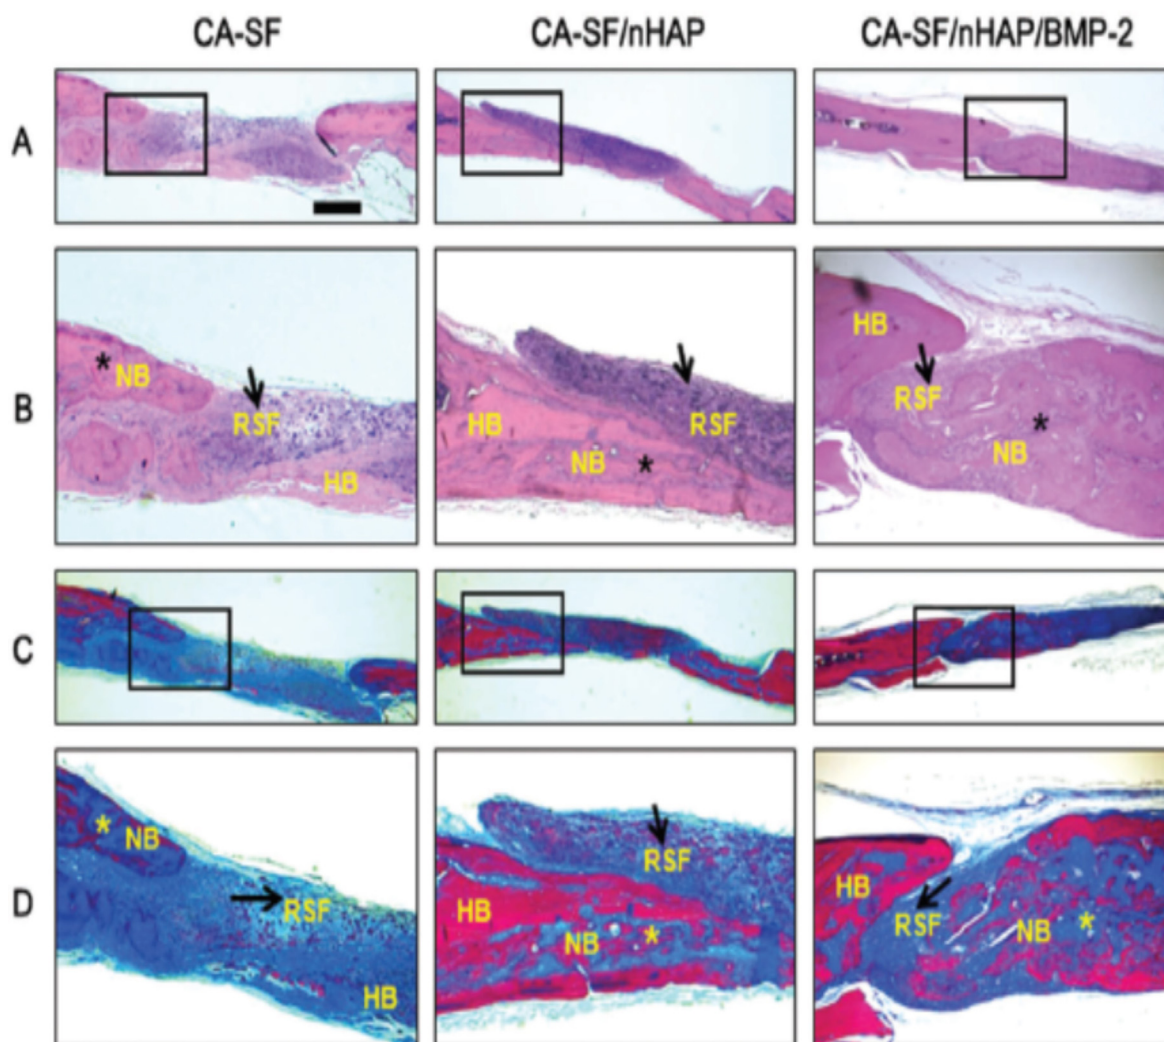 CA-SF CA-SF/nHAP CA-SF/nHAP/BMP-2
A
B
* NB RSF HB
HB RSF NB *
HB RSF NB *
C
D
* NB RSF HB
RSF HB NB *
HB RSF NB *